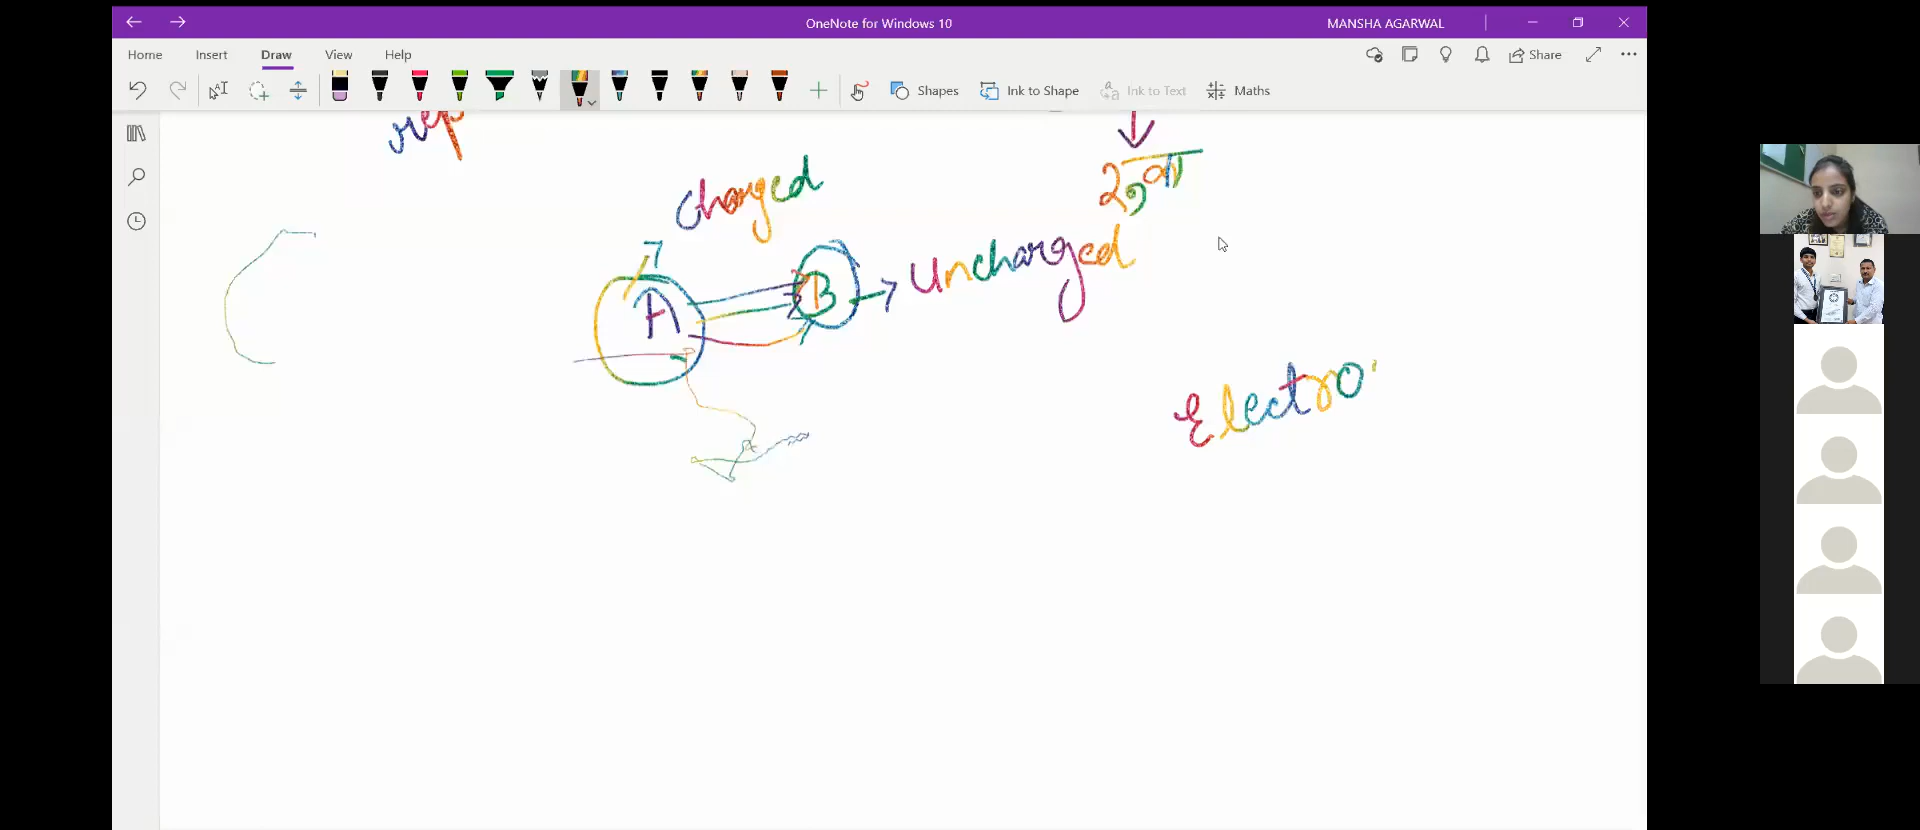 OneNote for Windows 10
MANSHA AGARWAL
Home Insert Draw View Help
Share
Shapes
Ink to Shape
Ink to Text
Maths
rep
charged
A
B
Uncharged
Electro